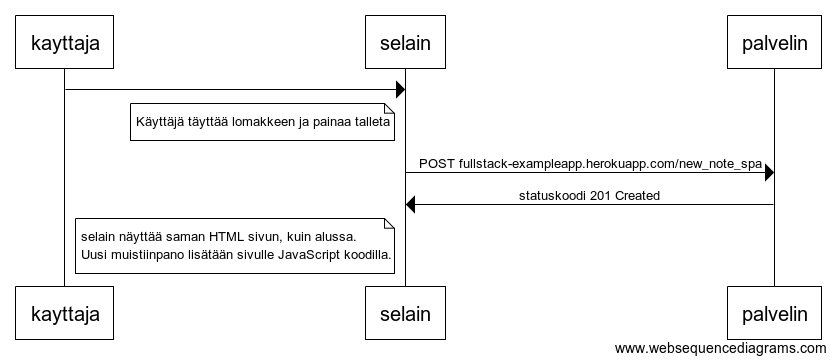 kayttaja
selain
palvelin
Käyttäjä täyttää lomakkeen ja painaa talleta
POST fullstack-exampleapp.herokuapp.com/new_note_spa
statuskoodi 201 Created
selain näyttää saman HTML sivun, kuin alussa.
Uusi muistiinpano lisätään sivulle JavaScript koodilla.
kayttaja
selain
palvelin
www.websequencediagrams.com